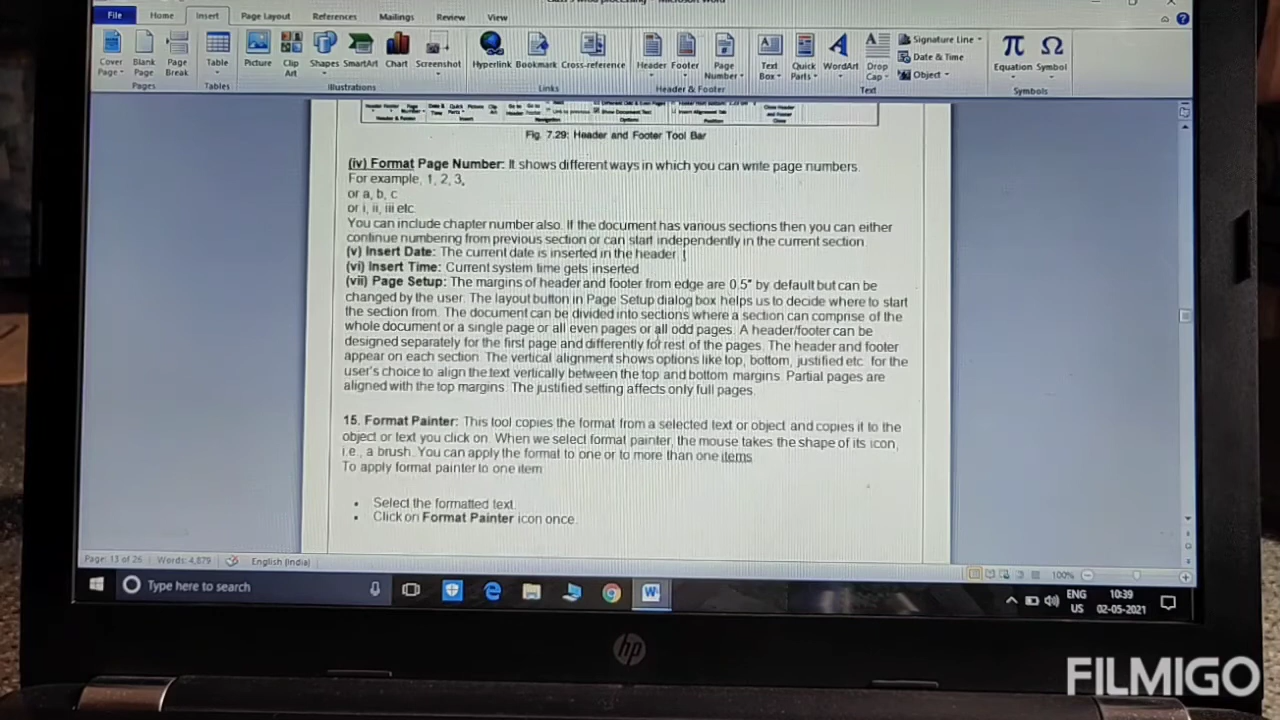 File Home Insert Page Layout References Mailings Review View
Cover Page Blank Page Page Break Table Picture Clip Art Shapes SmartArt Chart Screenshot Hyperlink Bookmark Cross-reference Header Footer Page Number Text Box Quick Parts WordArt Drop Cap Signature Line Date & Time Object Equation Symbol
Pages Tables Illustrations Links Header & Footer Text Symbols
Fig. 7.29: Header and Footer Tool Bar
(iv) Format Page Number: It shows different ways in which you can write page numbers.
For example, 1, 2, 3,
or a, b, c
or i, ii, iii etc.
You can include chapter number also. If the document has various sections then you can either
continue numbering from previous section or can start independently in the current section.
(v) Insert Date: The current date is inserted in the header
(vi) Insert Time: Current system time gets inserted.
(vii) Page Setup: The margins of header and footer from edge are 0.5" by default but can be
changed by the user. The layout button in Page Setup dialog box helps us to decide where to start
the section from. The document can be divided into sections where a section can comprise of the
whole document or a single page or all even pages or all odd pages. A header/footer can be
designed separately for the first page and differently for rest of the pages. The header and footer
appear on each section. The vertical alignment shows options like top, bottom, justified etc. for the
user's choice to align the text vertically between the top and bottom margins. Partial pages are
aligned with the top margins. The justified setting affects only full pages.
15. Format Painter: This tool copies the format from a selected text or object and copies it to the
object or text you click on. When we select format painter, the mouse takes the shape of its icon,
i.e., a brush. You can apply the format to one or to more than one items
To apply format painter to one item
• Select the formatted text.
• Click on Format Painter icon once.
Words: 4,879 English (India) 100%
Type here to search
ENG 10:39
US 02-05-2021
hp
FILMIGO